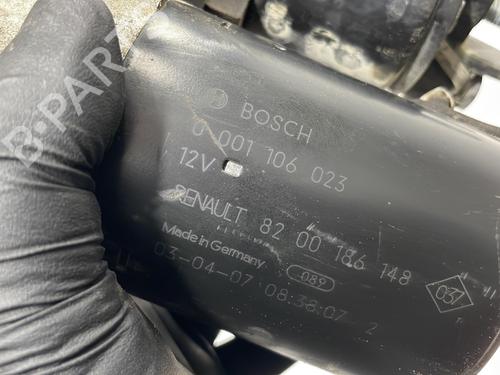 BOSCH
0 001 106 023
12V
RENAULT 82 00 186 148
Made in Germany
089
037
03-04-07 08:38:07 2